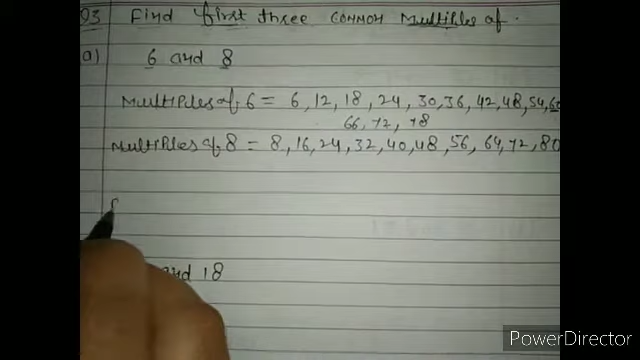 Q3 Find first three common multiples of.
a) 6 and 8
Multiples of 6 = 6, 12, 18, 24, 30, 36, 42, 48, 54, 60
66, 72, 78
Multiples of 8 = 8, 16, 24, 32, 40, 48, 56, 64, 72, 80
and 18
PowerDirector